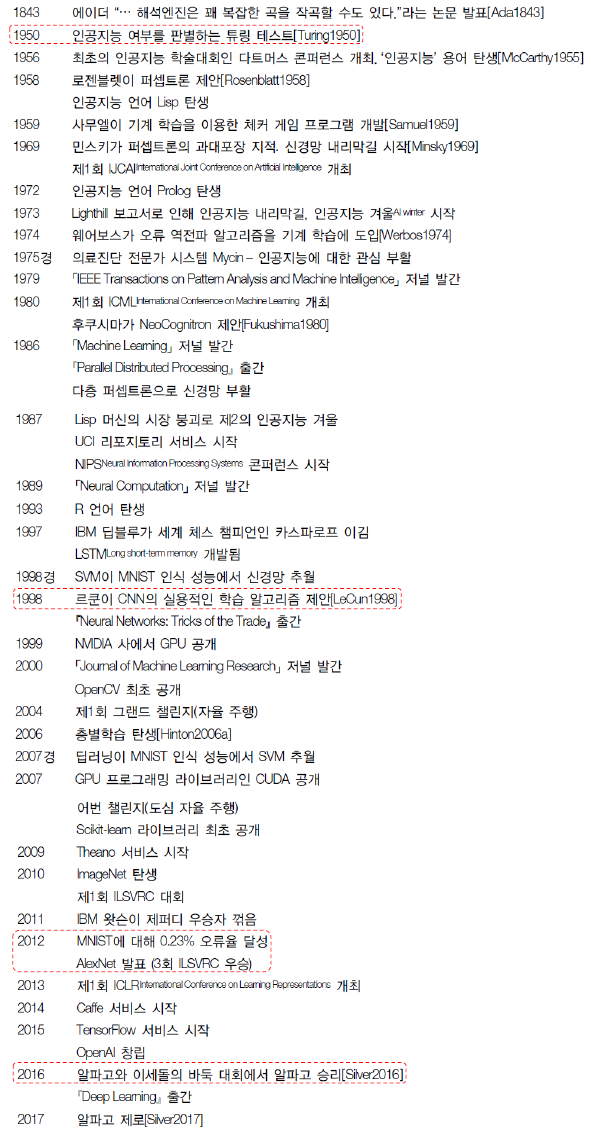 1843 에이더 “… 해석엔진은 꽤 복잡한 곡을 작곡할 수도 있다.”라는 논문 발표[Ada1843]
1950 인공지능 여부를 판별하는 튜링 테스트[Turing1950]
1956 최초의 인공지능 학술대회인 다트머스 콘퍼런스 개최. ‘인공지능’ 용어 탄생[McCarthy1955]
1958 로젠블렛이 퍼셉트론 제안[Rosenblatt1958]
인공지능 언어 Lisp 탄생
1959 사무엘이 기계 학습을 이용한 체커 게임 프로그램 개발[Samuel1959]
1969 민스키가 퍼셉트론의 과대포장 지적. 신경망 내리막길 시작[Minsky1969]
제1회 IJCAI International Joint Conference on Artificial Intelligence 개최
1972 인공지능 언어 Prolog 탄생
1973 Lighthill 보고서로 인해 인공지능 내리막길, 인공지능 겨울 AI winter 시작
1974 웨어보스가 오류 역전파 알고리즘을 기계 학습에 도입[Werbos1974]
1975경 의료진단 전문가 시스템 Mycin – 인공지능에 대한 관심 부활
1979 「IEEE Transactions on Pattern Analysis and Machine Intelligence」 저널 발간
1980 제1회 ICML International Conference on Machine Learning 개최
후쿠시마가 NeoCognitron 제안[Fukushima1980]
1986 「Machine Learning」 저널 발간
『Parallel Distributed Processing』 출간
다층 퍼셉트론으로 신경망 부활
1987 Lisp 머신의 시장 붕괴로 제2의 인공지능 겨울
UCI 리포지토리 서비스 시작
NIPS Neural Information Processing Systems 콘퍼런스 시작
1989 「Neural Computation」 저널 발간
1993 R 언어 탄생
1997 IBM 딥블루가 세계 체스 챔피언인 카스파로프 이김
LSTM Long short-term memory 개발됨
1998경 SVM이 MNIST 인식 성능에서 신경망 추월
1998 르쿤이 CNN의 실용적인 학습 알고리즘 제안[LeCun1998]
『Neural Networks: Tricks of the Trade』 출간
1999 NVIDIA 사에서 GPU 공개
2000 「Journal of Machine Learning Research」 저널 발간
OpenCV 최초 공개
2004 제1회 그랜드 챌린지(자율 주행)
2006 층별학습 탄생[Hinton2006a]
2007경 딥러닝이 MNIST 인식 성능에서 SVM 추월
2007 GPU 프로그래밍 라이브러리인 CUDA 공개
어번 챌린지(도심 자율 주행)
Scikit-learn 라이브러리 최초 공개
2009 Theano 서비스 시작
2010 ImageNet 탄생
제1회 ILSVRC 대회
2011 IBM 왓슨이 제퍼디 우승자 꺾음
2012 MNIST에 대해 0.23% 오류율 달성
AlexNet 발표 (3회 ILSVRC 우승)
2013 제1회 ICLR International Conference on Learning Representations 개최
2014 Caffe 서비스 시작
2015 TensorFlow 서비스 시작
OpenAI 창립
2016 알파고와 이세돌의 바둑 대회에서 알파고 승리[Silver2016]
『Deep Learning』 출간
2017 알파고 제로[Silver2017]